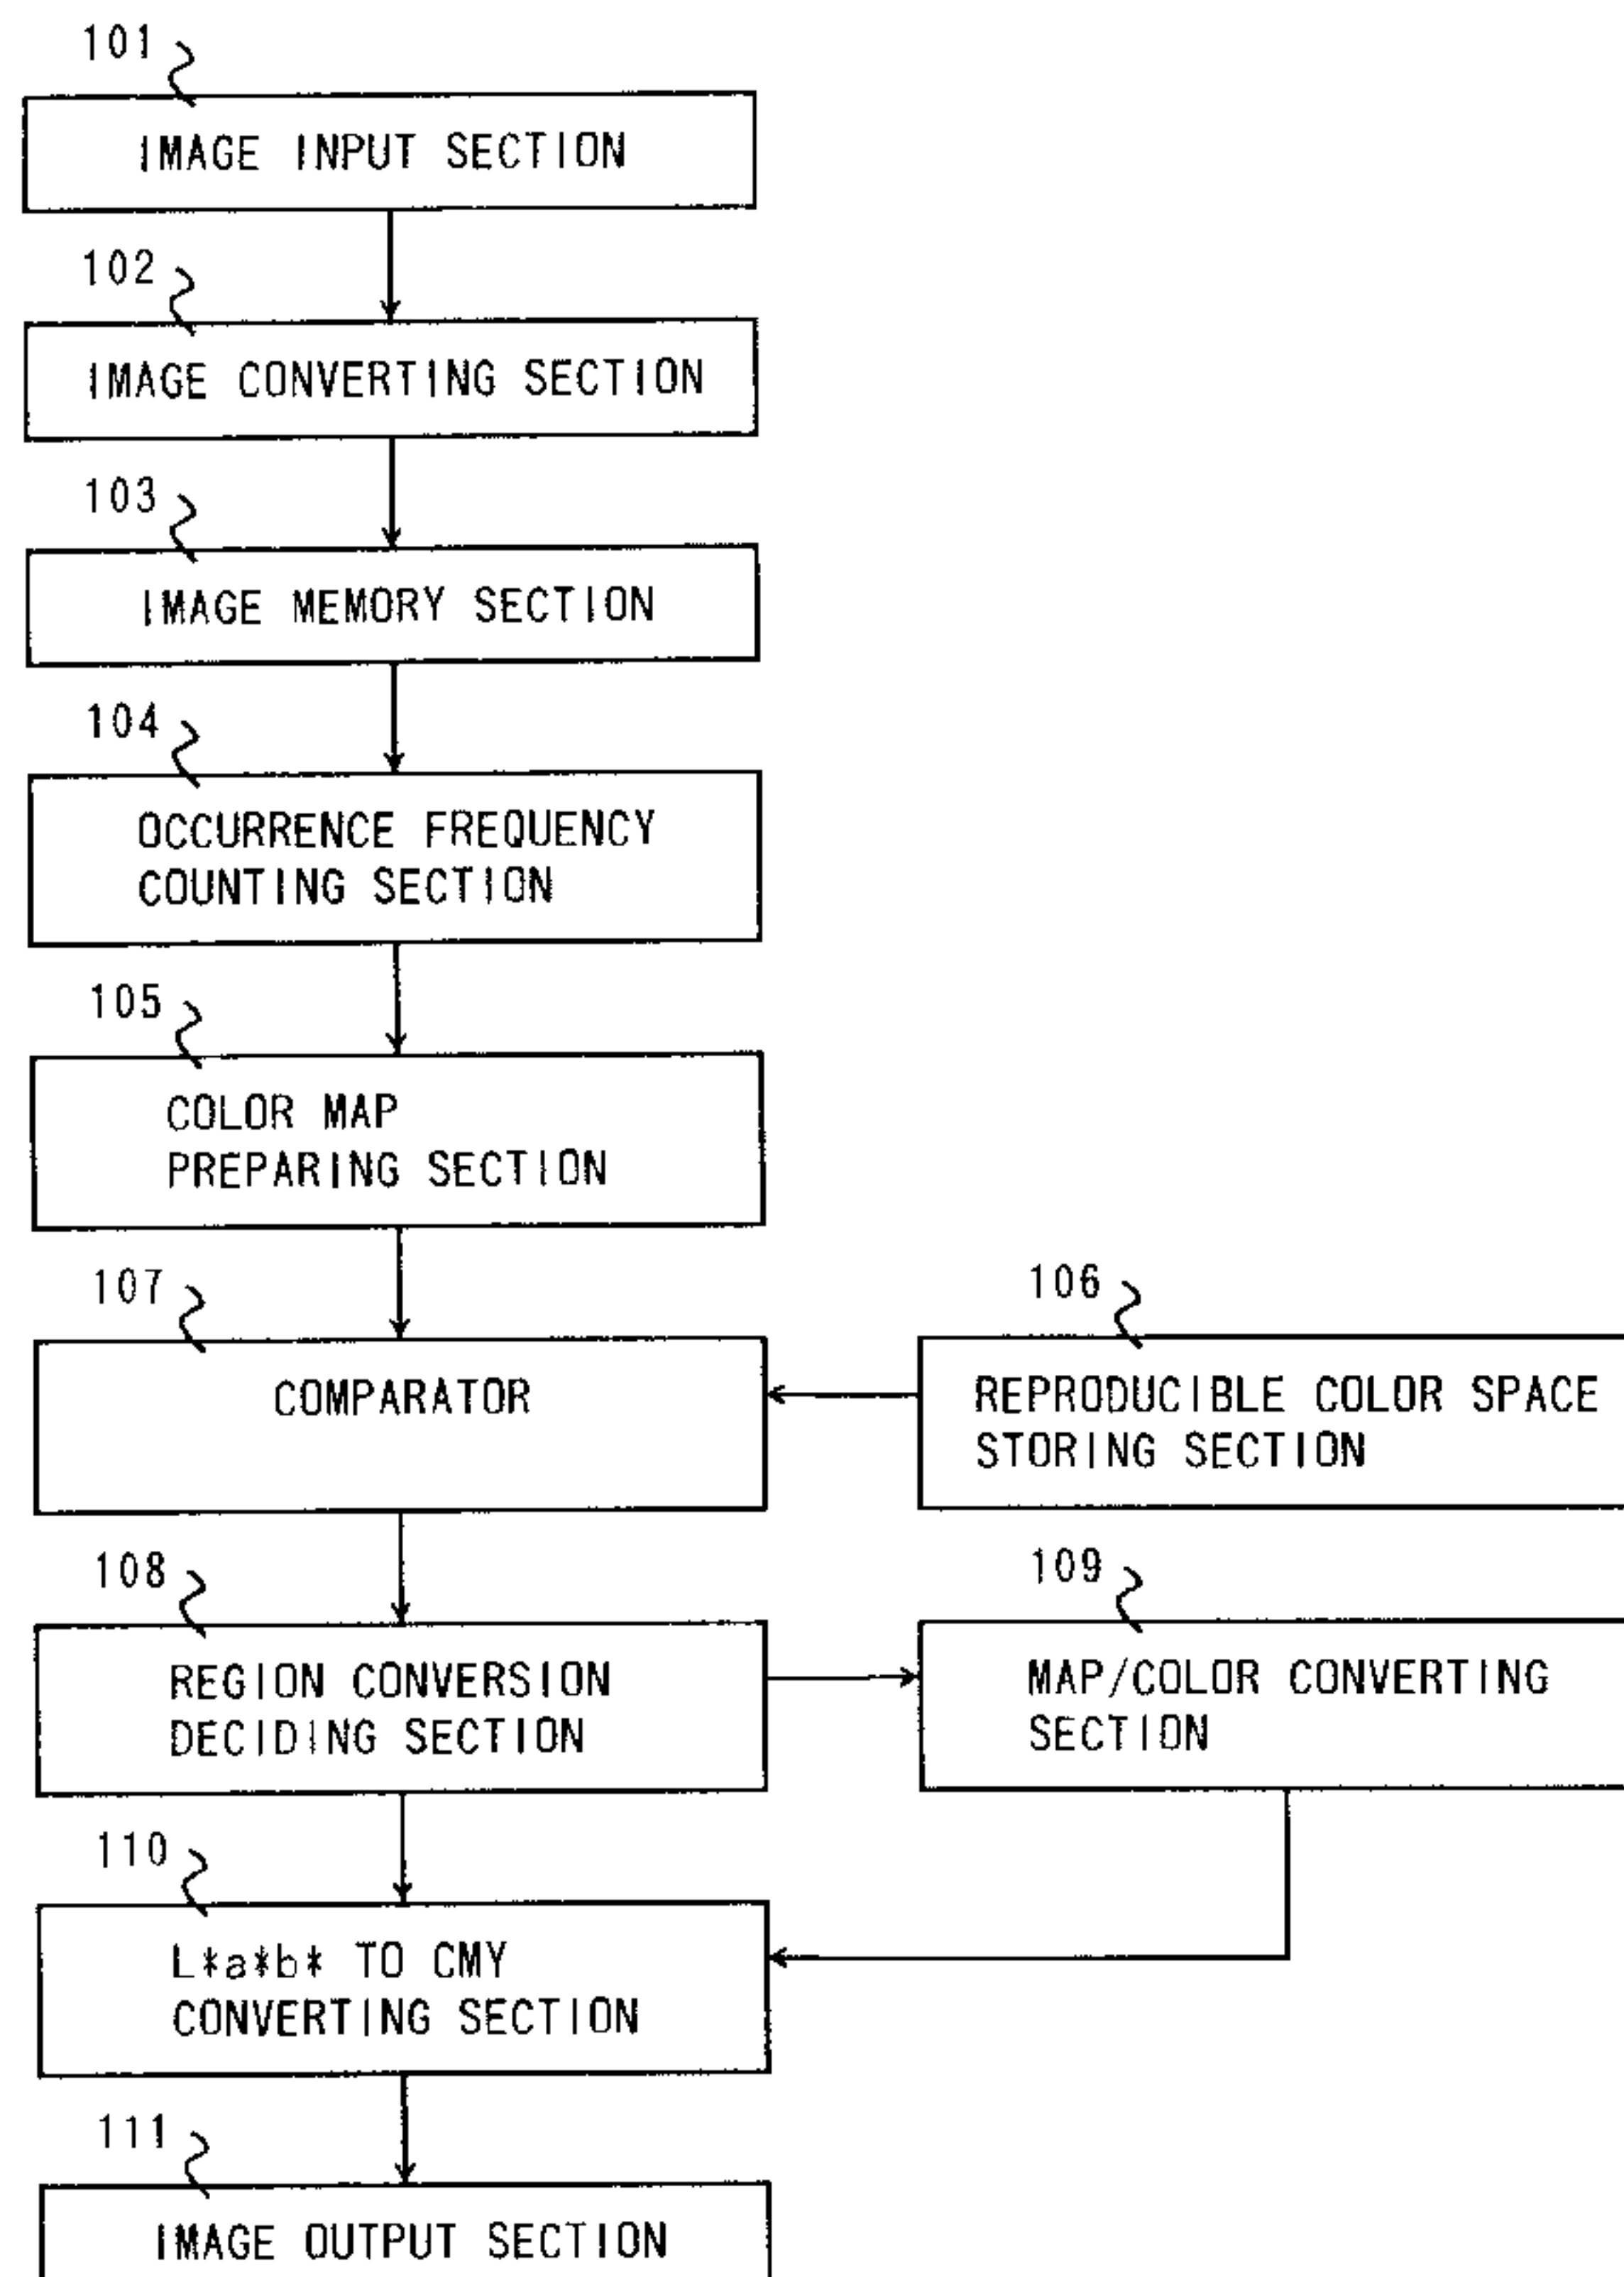 101
IMAGE INPUT SECTION
102
IMAGE CONVERTING SECTION
103
IMAGE MEMORY SECTION
104
OCCURRENCE FREQUENCY
COUNTING SECTION
105
COLOR MAP
PREPARING SECTION
107
COMPARATOR
106
REPRODUCIBLE COLOR SPACE
STORING SECTION
108
REGION CONVERSION
DECIDING SECTION
109
MAP/COLOR CONVERTING
SECTION
110
L*a*b* TO CMY
CONVERTING SECTION
111
IMAGE OUTPUT SECTION